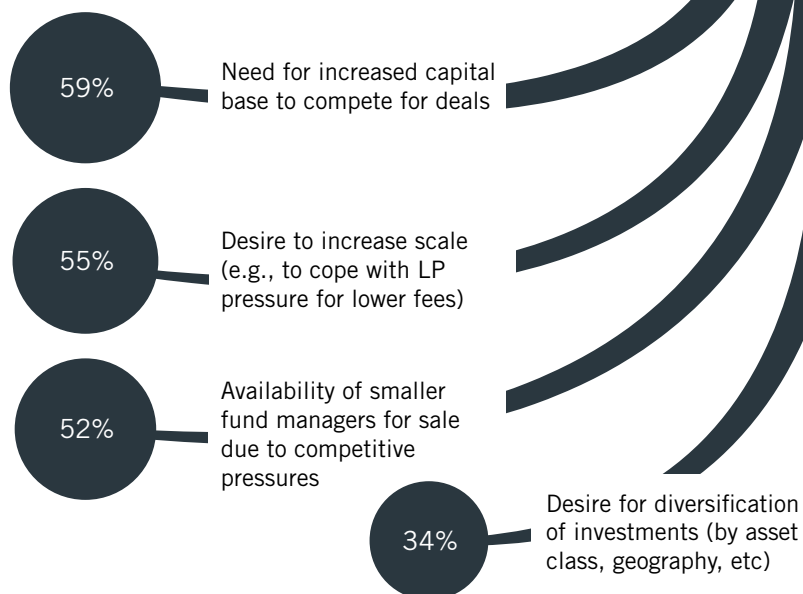 59%
Need for increased capital
base to compete for deals
55%
Desire to increase scale
(e.g., to cope with LP
pressure for lower fees)
52%
Availability of smaller
fund managers for sale
due to competitive
pressures
34%
Desire for diversification
of investments (by asset
class, geography, etc)